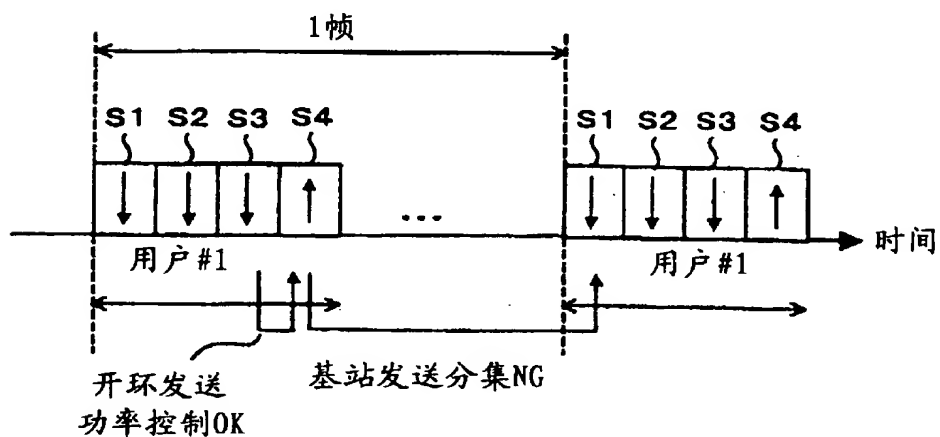 1帧
S1 S2 S3 S4
S1 S2 S3 S4
...
时间
用户#1
用户#1
开环发送
功率控制OK
基站发送分集NG